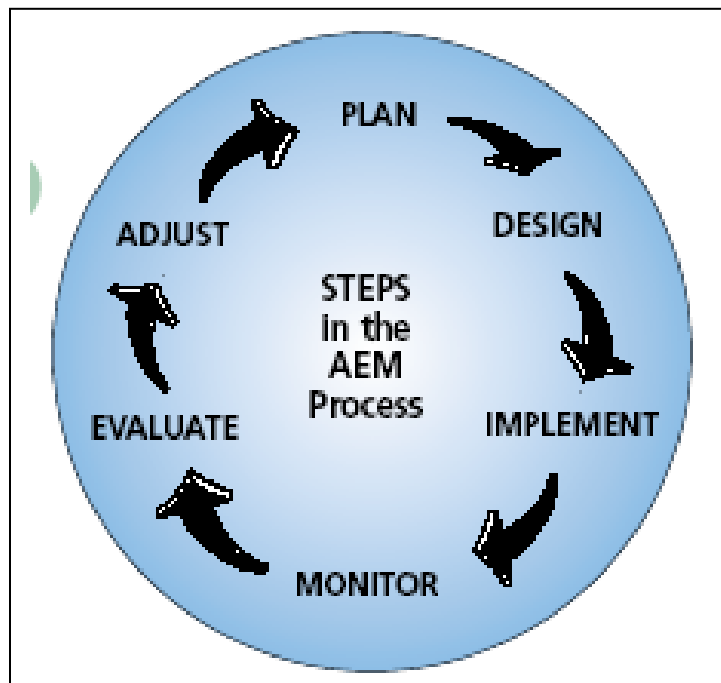 PLAN
DESIGN
IMPLEMENT
MONITOR
EVALUATE
ADJUST
STEPS
in the
AEM
Process